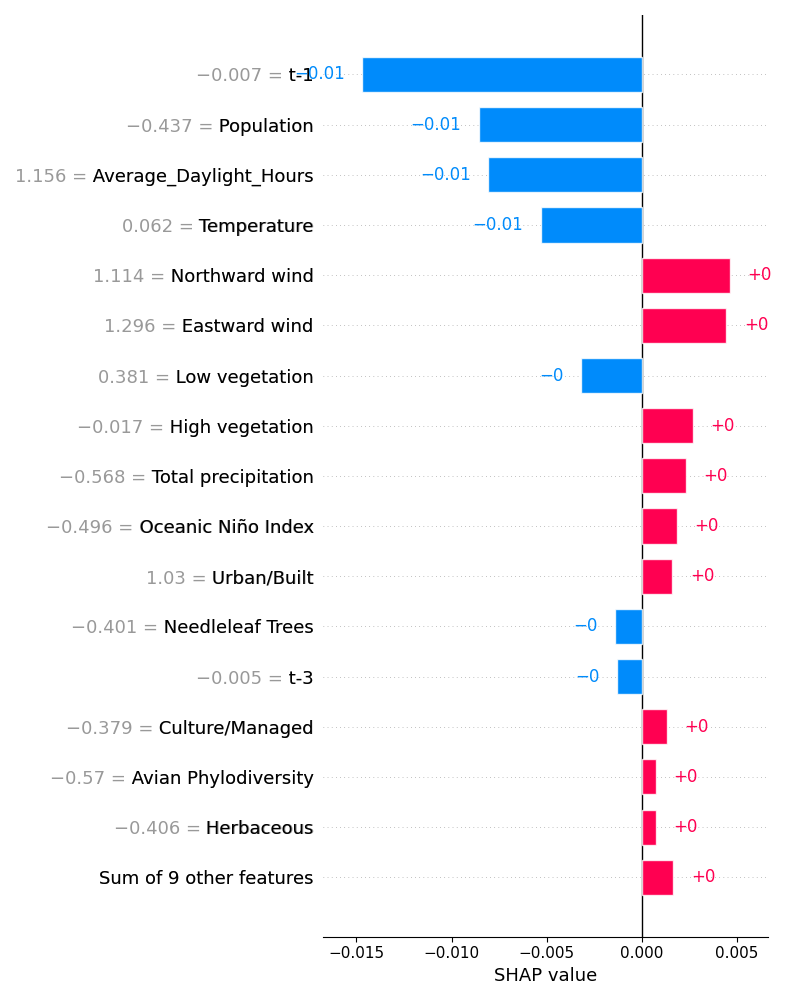 −0.007 = t-1 −0.01
−0.437 = Population −0.01
1.156 = Average_Daylight_Hours −0.01
0.062 = Temperature −0.01
1.114 = Northward wind +0
1.296 = Eastward wind +0
0.381 = Low vegetation −0
−0.017 = High vegetation +0
−0.568 = Total precipitation +0
−0.496 = Oceanic Niño Index +0
1.03 = Urban/Built +0
−0.401 = Needleleaf Trees −0
−0.005 = t-3 −0
−0.379 = Culture/Managed +0
−0.57 = Avian Phylodiversity +0
−0.406 = Herbaceous +0
Sum of 9 other features +0
−0.015 −0.010 −0.005 0.000 0.005
SHAP value